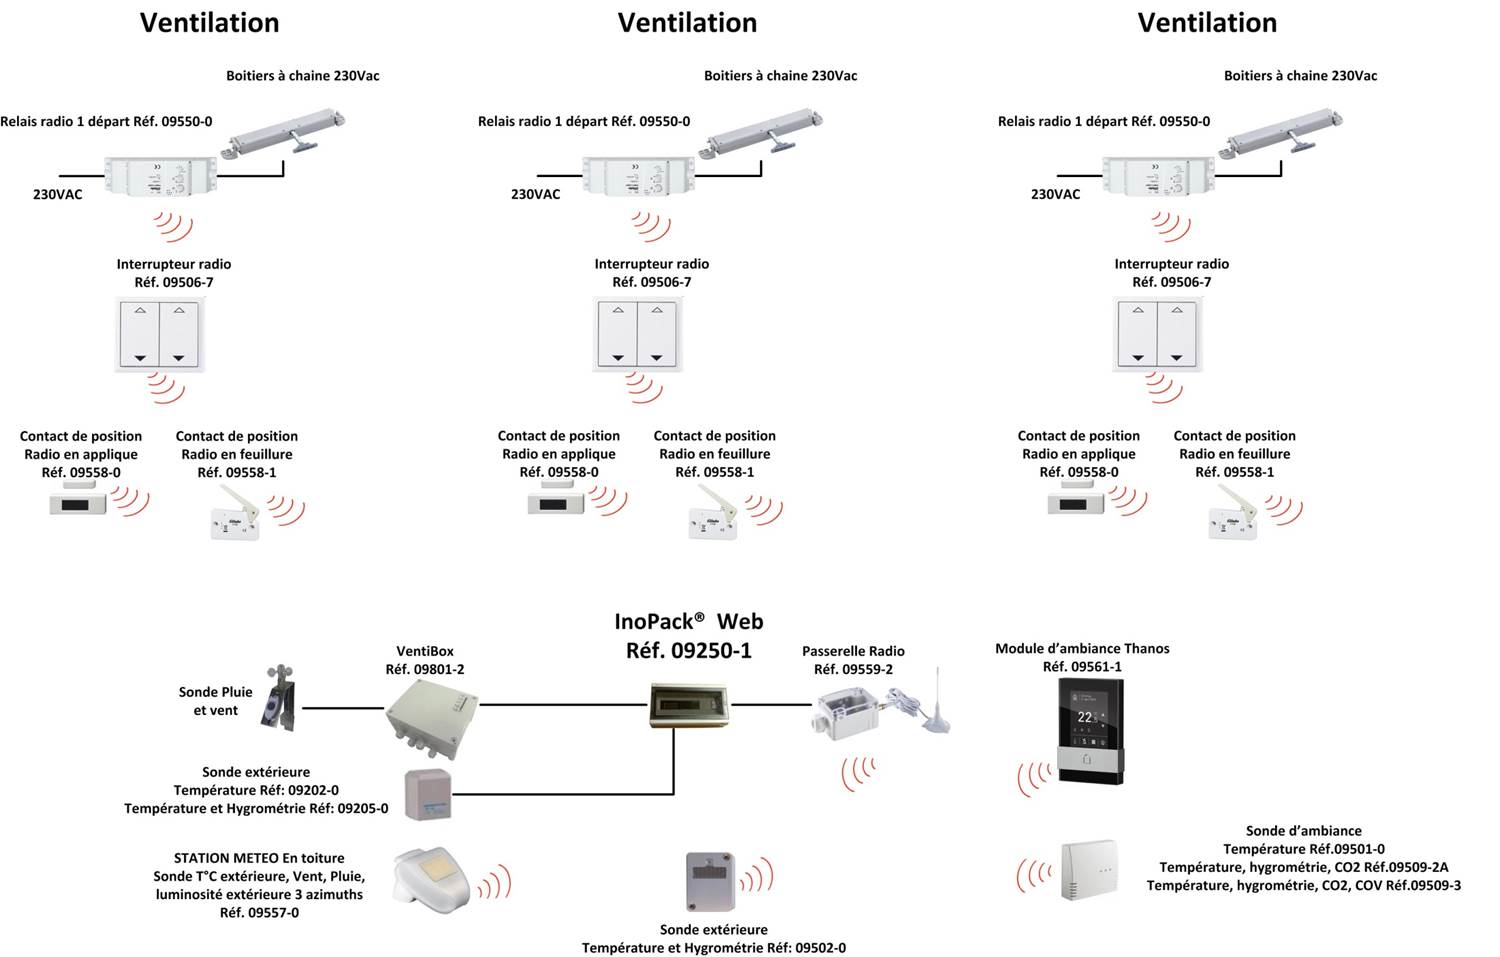 Ventilation
Boitiers à chaine 230Vac
Relais radio 1 départ Réf. 09550-0
230VAC
Interrupteur radio
Réf. 09506-7
Contact de position
Radio en applique
Réf. 09558-0
Contact de position
Radio en feuillure
Réf. 09558-1
Ventilation
Boitiers à chaine 230Vac
Relais radio 1 départ Réf. 09550-0
230VAC
Interrupteur radio
Réf. 09506-7
Contact de position
Radio en applique
Réf. 09558-0
Contact de position
Radio en feuillure
Réf. 09558-1
Ventilation
Boitiers à chaine 230Vac
Relais radio 1 départ Réf. 09550-0
230VAC
Interrupteur radio
Réf. 09506-7
Contact de position
Radio en applique
Réf. 09558-0
Contact de position
Radio en feuillure
Réf. 09558-1
InoPack® Web
Réf. 09250-1
VentiBox
Réf. 09801-2
Passerelle Radio
Réf. 09559-2
Module d’ambiance Thanos
Réf. 09561-1
Sonde Pluie
et vent
22
Sonde extérieure
Température Réf: 09202-0
Température et Hygrométrie Réf: 09205-0
STATION METEO En toiture
Sonde T°C extérieure, Vent, Pluie,
luminosité extérieure 3 azimuths
Réf. 09557-0
Sonde extérieure
Température et Hygrométrie Réf: 09502-0
Sonde d’ambiance
Température Réf.09501-0
Température, hygrométrie, CO2 Réf.09509-2A
Température, hygrométrie, CO2, COV Réf.09509-3